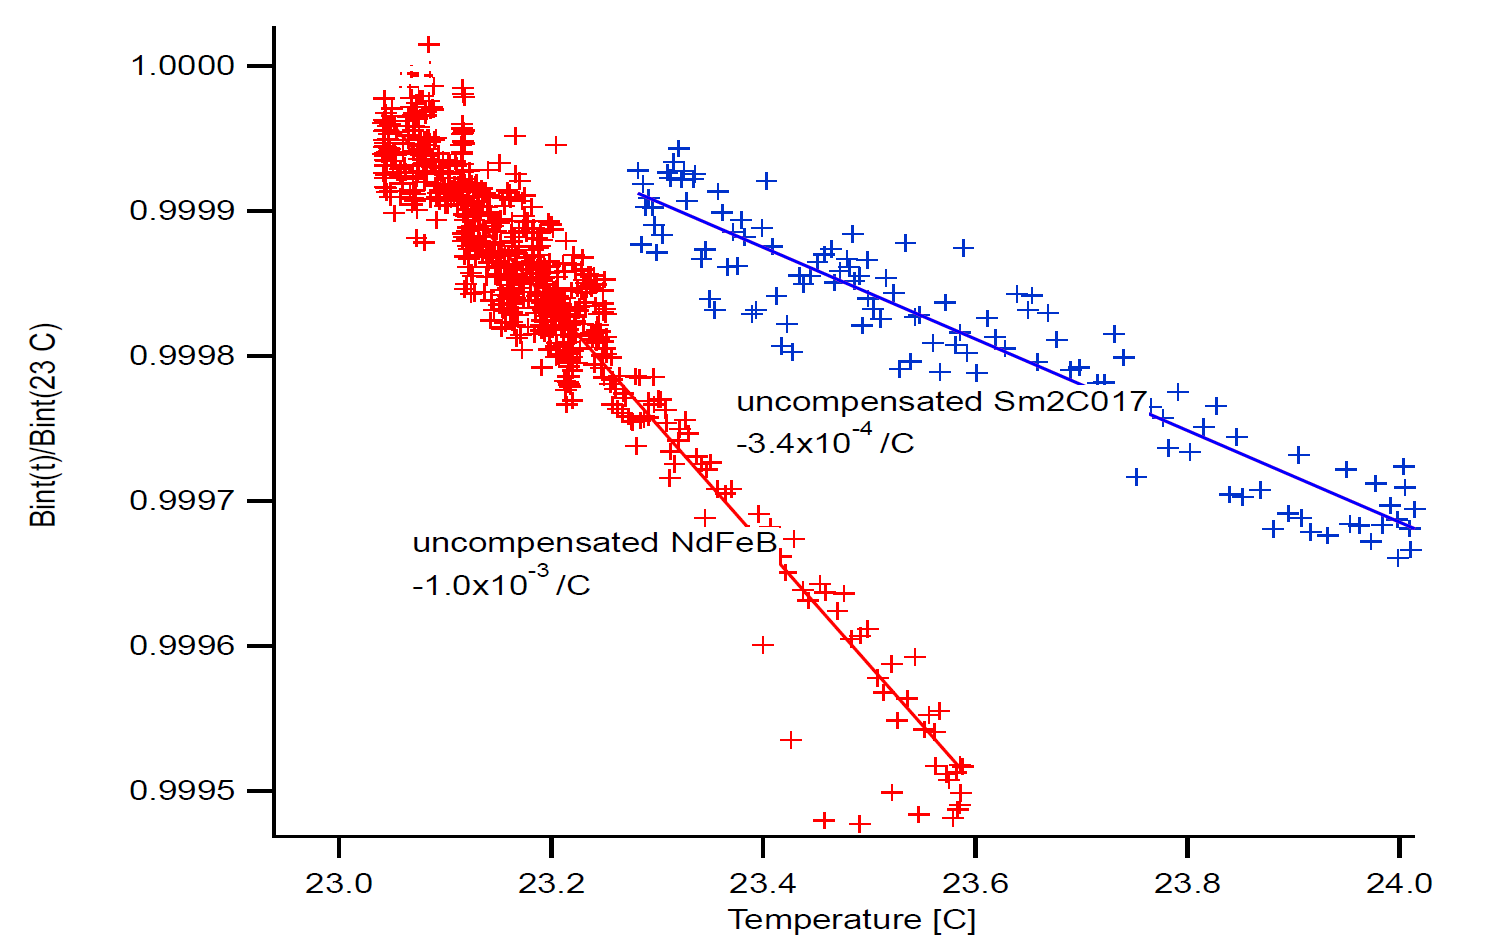 1.0000
0.9999
0.9998
0.9997
0.9996
0.9995
Bint(t)/Bint(23 C)
uncompensated Sm2C017
-3.4x10-4 /C
uncompensated NdFeB
-1.0x10-3 /C
23.0 23.2 23.4 23.6 23.8 24.0
Temperature [C]